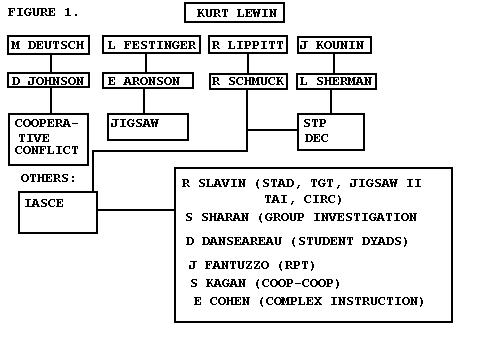 FIGURE 1.
KURT LEWIN
M DEUTSCH
L FESTINGER
R LIPPITT
J KOUNIN
D JOHNSON
E ARONSON
R SCHMUCK
L SHERMAN
COOPERA-
TIVE
CONFLICT
JIGSAW
STP
DEC
OTHERS:
IASCE
R SLAVIN (STAD, TGT, JIGSAW II
TAI, CIRC)
S SHARAN (GROUP INVESTIGATION
D DANSEAREAU (STUDENT DYADS)
J FANTUZZO (RPT)
S KAGAN (COOP-COOP)
E COHEN (COMPLEX INSTRUCTION)